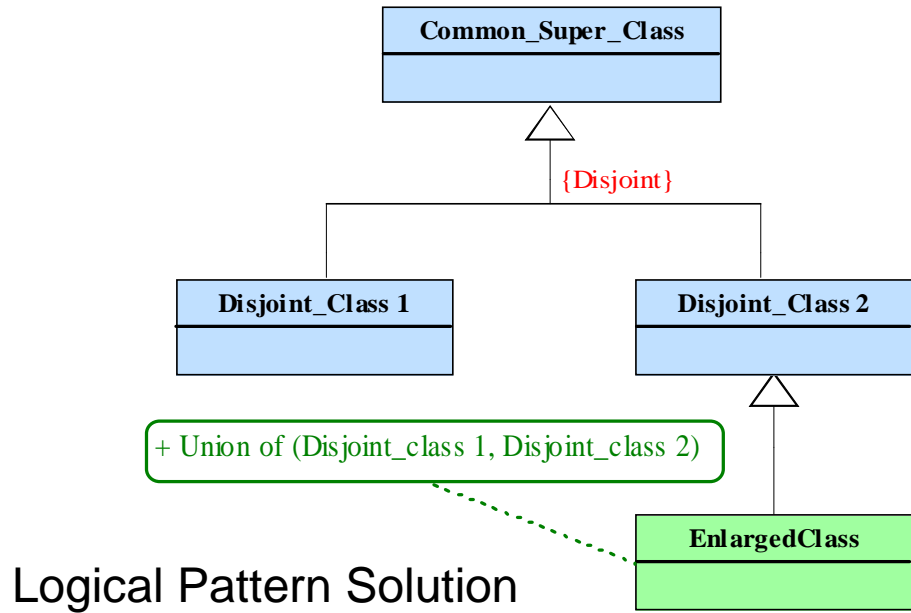 Common_Super_Class
{Disjoint}
Disjoint_Class 1
Disjoint_Class 2
+ Union of (Disjoint_class 1, Disjoint_class 2)
EnlargedClass
Logical Pattern Solution